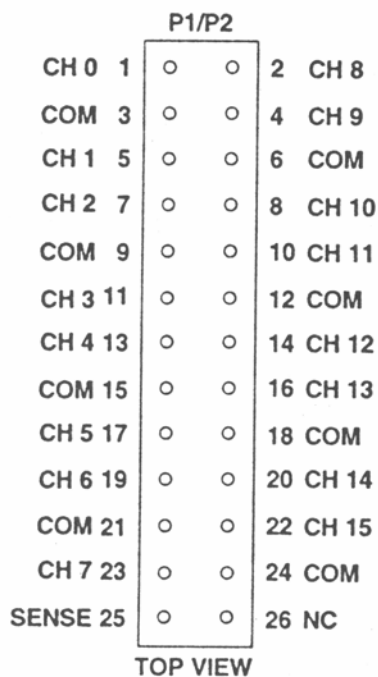 P1/P2
CH 0 1 2 CH 8
COM 3 4 CH 9
CH 1 5 6 COM
CH 2 7 8 CH 10
COM 9 10 CH 11
CH 3 11 12 COM
CH 4 13 14 CH 12
COM 15 16 CH 13
CH 5 17 18 COM
CH 6 19 20 CH 14
COM 21 22 CH 15
CH 7 23 24 COM
SENSE 25 26 NC
TOP VIEW